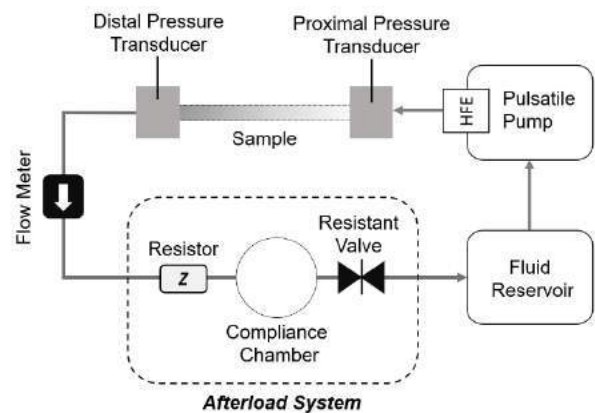 Distal Pressure
Transducer
Proximal Pressure
Transducer
HFE
Pulsatile
Pump
Sample
Flow Meter
Resistor
Z
Resistant
Valve
Compliance
Chamber
Fluid
Reservoir
Afterload System